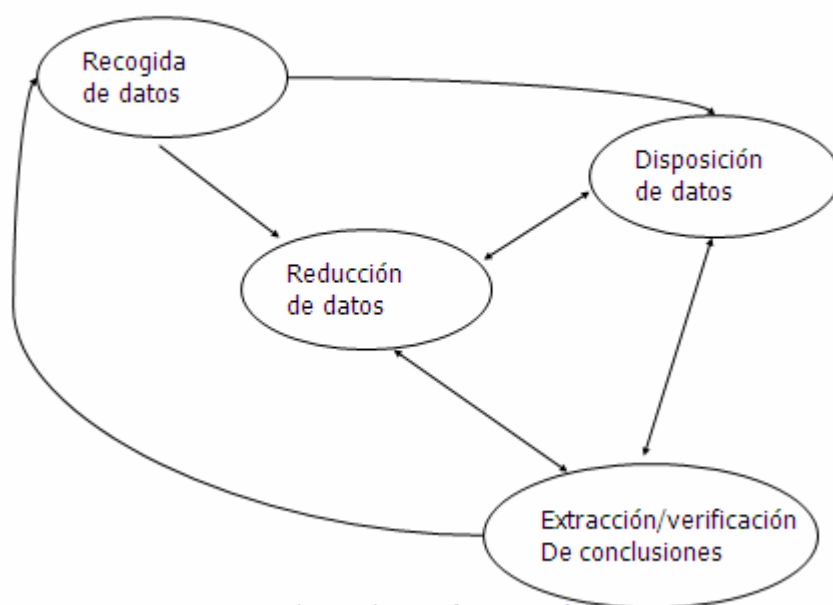 Recogida
de datos
Disposición
de datos
Reducción
de datos
Extracción/verificación
De conclusiones